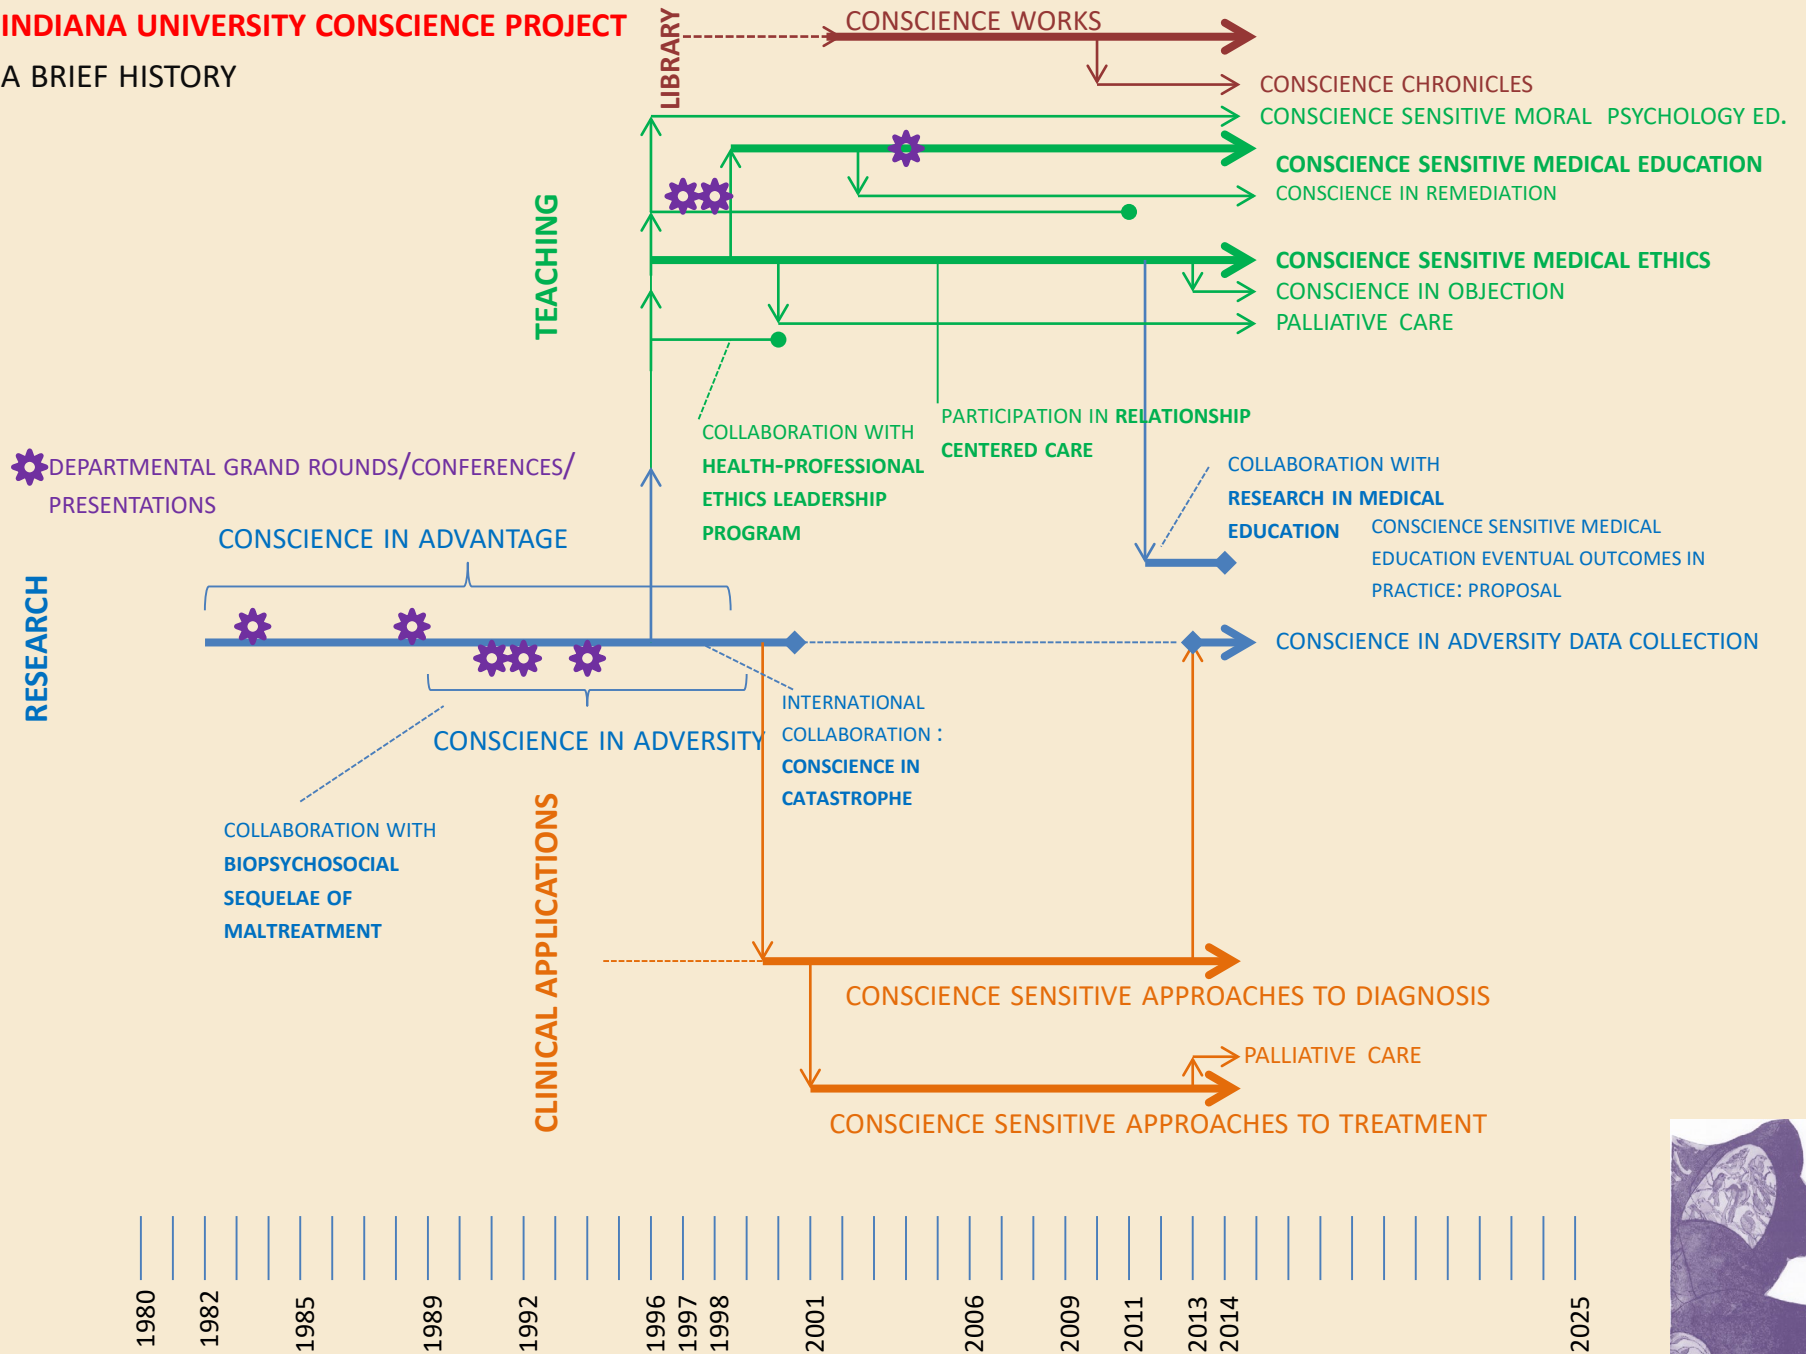 INDIANA UNIVERSITY CONSCIENCE PROJECT
A BRIEF HISTORY
LIBRARY
CONSCIENCE WORKS
CONSCIENCE CHRONICLES
CONSCIENCE SENSITIVE MORAL PSYCHOLOGY ED.
CONSCIENCE SENSITIVE MEDICAL EDUCATION
CONSCIENCE IN REMEDIATION
TEACHING
CONSCIENCE SENSITIVE MEDICAL ETHICS
CONSCIENCE IN OBJECTION
PALLIATIVE CARE
COLLABORATION WITH
HEALTH-PROFESSIONAL
ETHICS LEADERSHIP
PROGRAM
PARTICIPATION IN RELATIONSHIP
CENTERED CARE
DEPARTMENTAL GRAND ROUNDS/CONFERENCES/
PRESENTATIONS
COLLABORATION WITH
RESEARCH IN MEDICAL
EDUCATION
CONSCIENCE SENSITIVE MEDICAL
EDUCATION EVENTUAL OUTCOMES IN
PRACTICE: PROPOSAL
RESEARCH
CONSCIENCE IN ADVANTAGE
CONSCIENCE IN ADVERSITY DATA COLLECTION
CONSCIENCE IN ADVERSITY
INTERNATIONAL
COLLABORATION :
CONSCIENCE IN
CATASTROPHE
COLLABORATION WITH
BIOPSYCHOSOCIAL
SEQUELAE OF
MALTREATMENT
CLINICAL APPLICATIONS
CONSCIENCE SENSITIVE APPROACHES TO DIAGNOSIS
PALLIATIVE CARE
CONSCIENCE SENSITIVE APPROACHES TO TREATMENT
1980
1982
1985
1989
1992
1996
1997
1998
2001
2006
2009
2011
2013
2014
2025